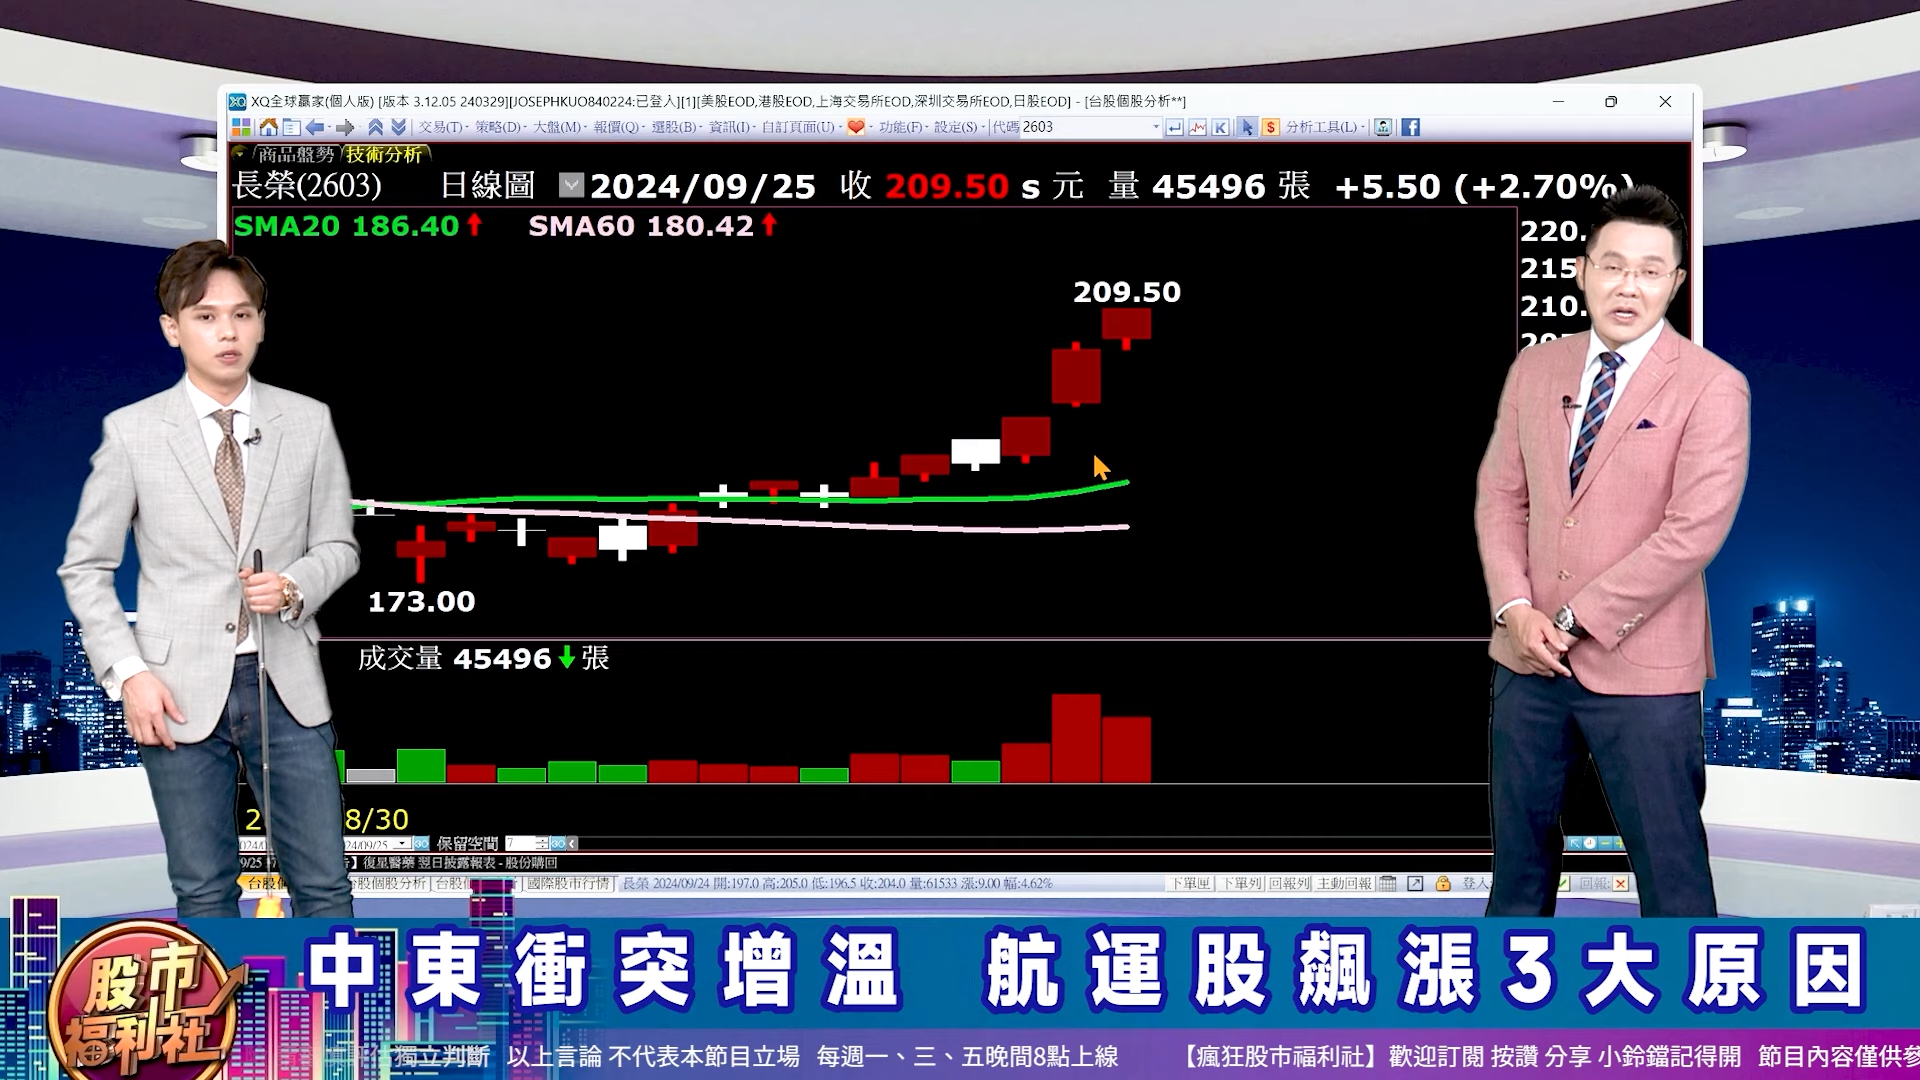 XQ全球贏家(個人版) [版本 3.12.05 240329][JOSEPHKUO840224:已登入][1][美股EOD,港股EOD,上海交易所EOD,深圳交易所EOD,日股EOD] - [台股個股分析**]
交易(T) 策略(D) 大盤(M) 報價(Q) 選股(B) 資訊(I) 自訂頁面(U) 功能(F) 設定(S) 代碼 2603 分析工具(L)
商品盤勢 技術分析
長榮(2603) 日線圖 2024/09/25 收 209.50 s 元 量 45496 張 +5.50 (+2.70%)
SMA20 186.40 SMA60 180.42
220.
215
210.
209.50
173.00
成交量 45496 張
8/30
24/09/25 保留空間 7
復星醫藥 翌日披露報表 - 股份購回
台股個股分析 國際股市行情 長榮 2024/09/24 開:197.0 高:205.0 低:196.5 收:204.0 量:61533 漲:9.00 幅:4.62% 下單匣 下單列 回報列 主動回報 登入 回報:
中東衝突增溫 航運股飆漲3大原因
股市
福利社
獨立判斷 以上言論 不代表本節目立場 每週一、三、五晚間8點上線 【瘋狂股市福利社】歡迎訂閱 按讚 分享 小鈴鐺記得開 節目內容僅供參